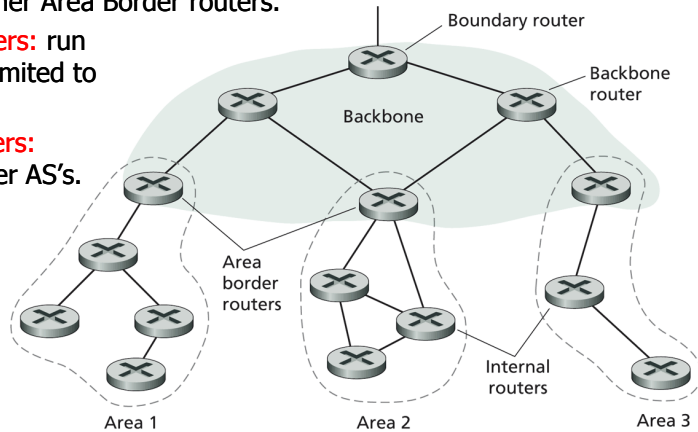 her Area Border routers.
ers: run
mited to
ers:
er AS's.
Boundary router
Backbone
router
Backbone
Area
border
routers
Internal
routers
Area 1
Area 2
Area 3